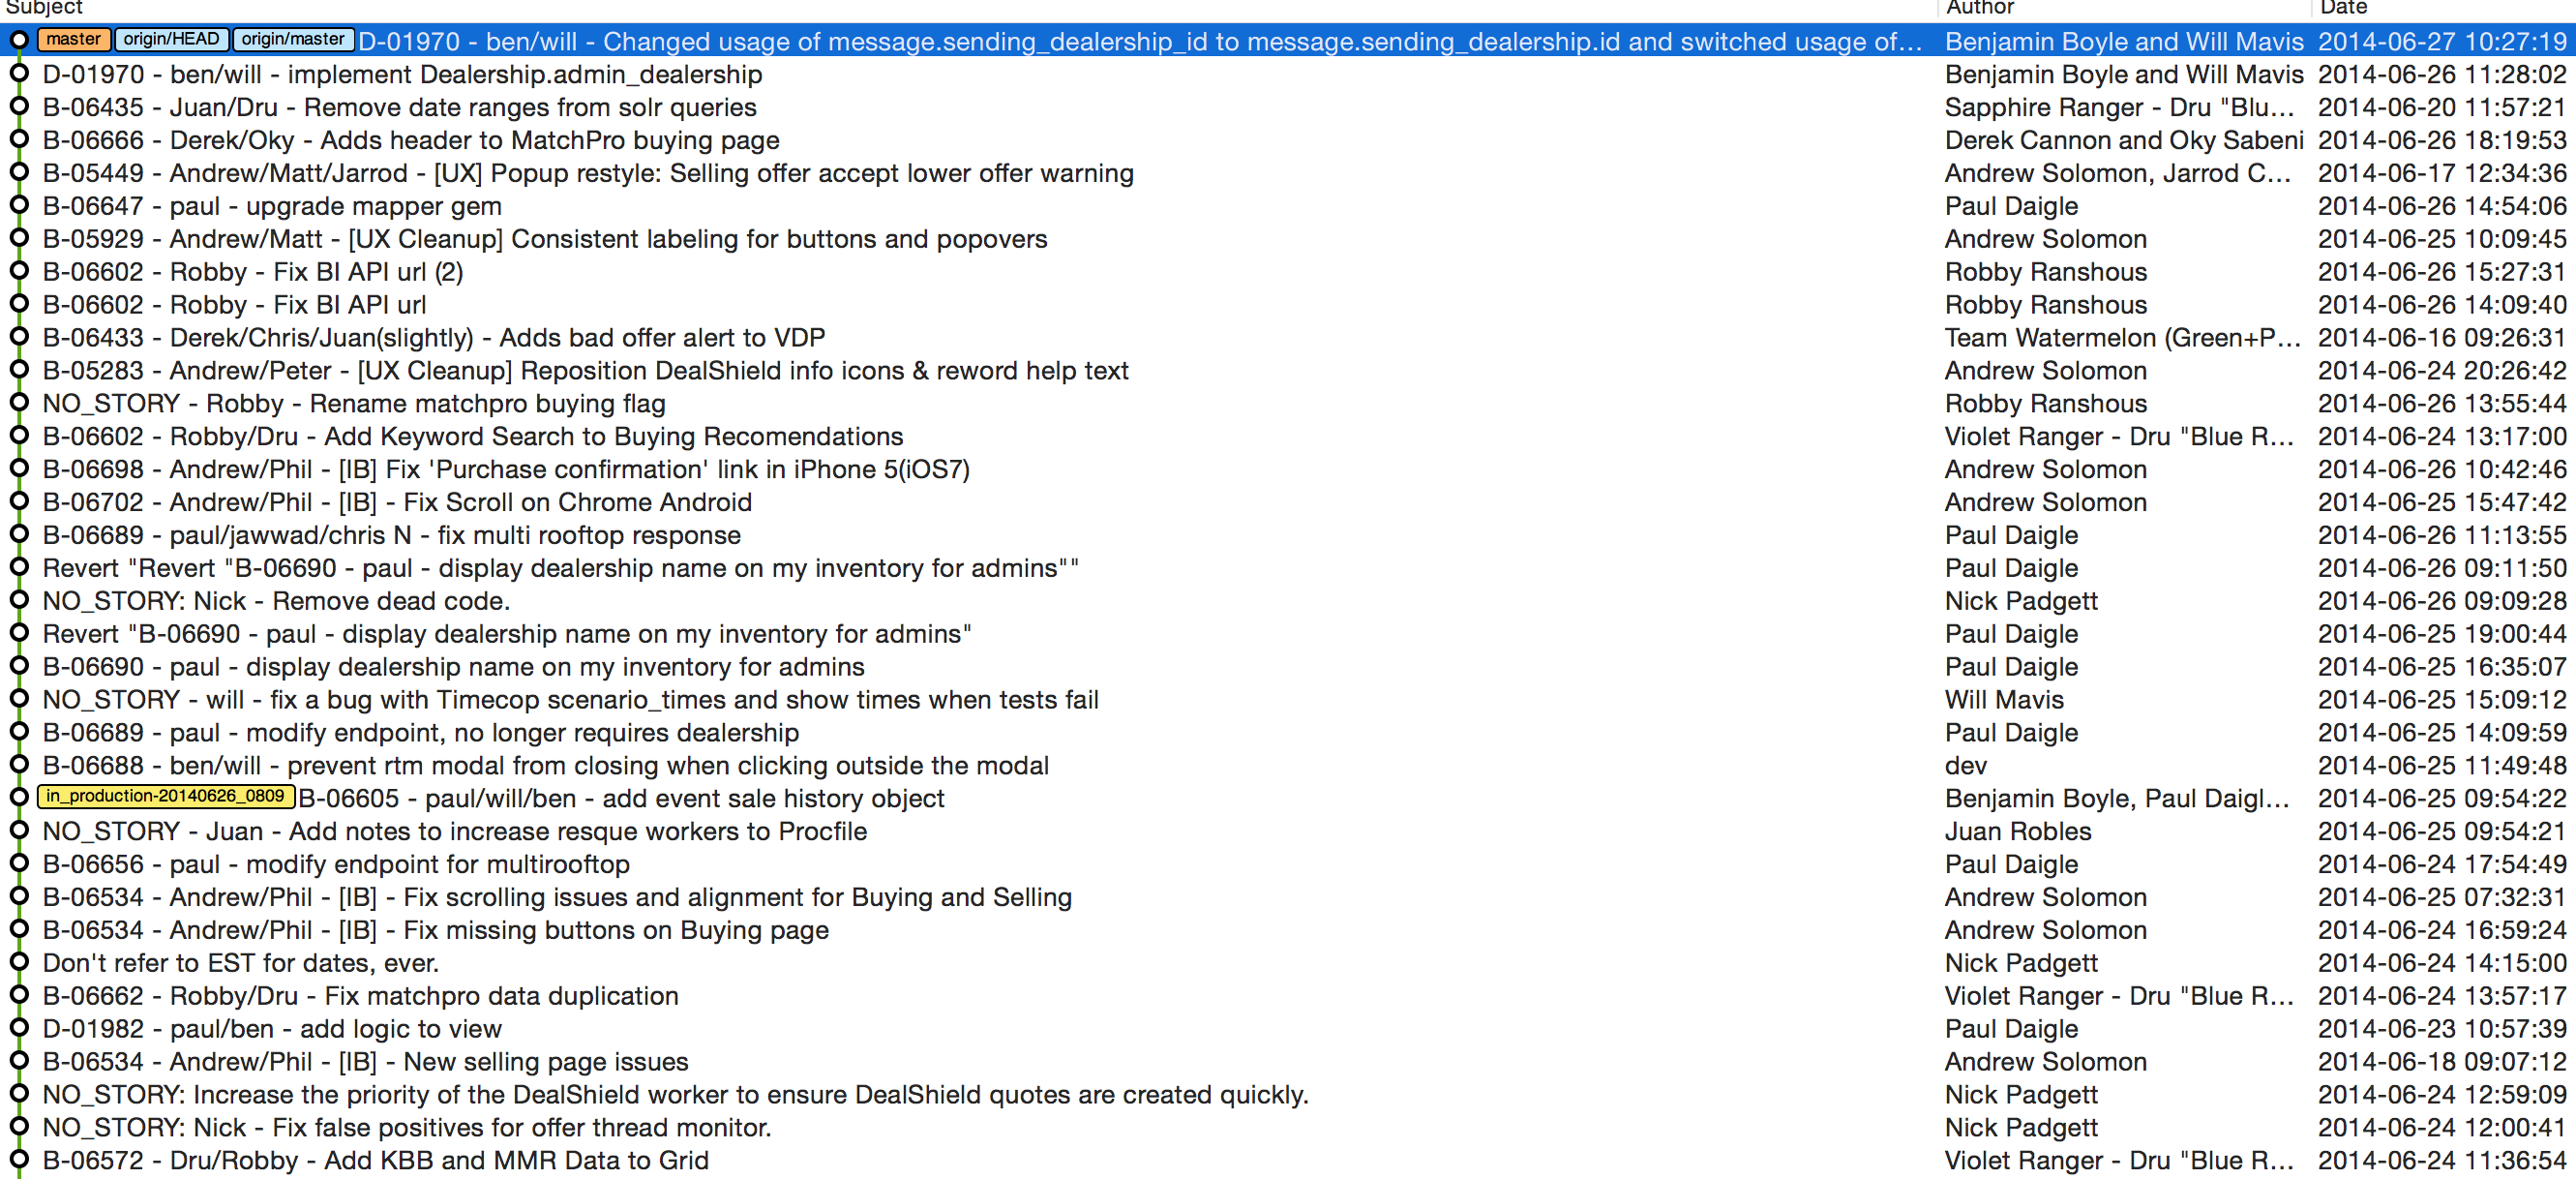 Subject Author Date
master origin/HEAD origin/master D-01970 - ben/will - Changed usage of message.sending_dealership_id to message.sending_dealership.id and switched usage of… Benjamin Boyle and Will Mavis 2014-06-27 10:27:19
D-01970 - ben/will - implement Dealership.admin_dealership Benjamin Boyle and Will Mavis 2014-06-26 11:28:02
B-06435 - Juan/Dru - Remove date ranges from solr queries Sapphire Ranger - Dru "Blu… 2014-06-20 11:57:21
B-06666 - Derek/Oky - Adds header to MatchPro buying page Derek Cannon and Oky Sabeni 2014-06-26 18:19:53
B-05449 - Andrew/Matt/Jarrod - [UX] Popup restyle: Selling offer accept lower offer warning Andrew Solomon, Jarrod C… 2014-06-17 12:34:36
B-06647 - paul - upgrade mapper gem Paul Daigle 2014-06-26 14:54:06
B-05929 - Andrew/Matt - [UX Cleanup] Consistent labeling for buttons and popovers Andrew Solomon 2014-06-25 10:09:45
B-06602 - Robby - Fix BI API url (2) Robby Ranshous 2014-06-26 15:27:31
B-06602 - Robby - Fix BI API url Robby Ranshous 2014-06-26 14:09:40
B-06433 - Derek/Chris/Juan(slightly) - Adds bad offer alert to VDP Team Watermelon (Green+P… 2014-06-16 09:26:31
B-05283 - Andrew/Peter - [UX Cleanup] Reposition DealShield info icons & reword help text Andrew Solomon 2014-06-24 20:26:42
NO_STORY - Robby - Rename matchpro buying flag Robby Ranshous 2014-06-26 13:55:44
B-06602 - Robby/Dru - Add Keyword Search to Buying Recomendations Violet Ranger - Dru "Blue R… 2014-06-24 13:17:00
B-06698 - Andrew/Phil - [IB] Fix 'Purchase confirmation' link in iPhone 5(iOS7) Andrew Solomon 2014-06-26 10:42:46
B-06702 - Andrew/Phil - [IB] - Fix Scroll on Chrome Android Andrew Solomon 2014-06-25 15:47:42
B-06689 - paul/jawwad/chris N - fix multi rooftop response Paul Daigle 2014-06-26 11:13:55
Revert "Revert "B-06690 - paul - display dealership name on my inventory for admins"" Paul Daigle 2014-06-26 09:11:50
NO_STORY: Nick - Remove dead code. Nick Padgett 2014-06-26 09:09:28
Revert "B-06690 - paul - display dealership name on my inventory for admins" Paul Daigle 2014-06-25 19:00:44
B-06690 - paul - display dealership name on my inventory for admins Paul Daigle 2014-06-25 16:35:07
NO_STORY - will - fix a bug with Timecop scenario_times and show times when tests fail Will Mavis 2014-06-25 15:09:12
B-06689 - paul - modify endpoint, no longer requires dealership Paul Daigle 2014-06-25 14:09:59
B-06688 - ben/will - prevent rtm modal from closing when clicking outside the modal dev 2014-06-25 11:49:48
in_production-20140626_0809 B-06605 - paul/will/ben - add event sale history object Benjamin Boyle, Paul Daigl… 2014-06-25 09:54:22
NO_STORY - Juan - Add notes to increase resque workers to Procfile Juan Robles 2014-06-25 09:54:21
B-06656 - paul - modify endpoint for multirooftop Paul Daigle 2014-06-24 17:54:49
B-06534 - Andrew/Phil - [IB] - Fix scrolling issues and alignment for Buying and Selling Andrew Solomon 2014-06-25 07:32:31
B-06534 - Andrew/Phil - [IB] - Fix missing buttons on Buying page Andrew Solomon 2014-06-24 16:59:24
Don't refer to EST for dates, ever. Nick Padgett 2014-06-24 14:15:00
B-06662 - Robby/Dru - Fix matchpro data duplication Violet Ranger - Dru "Blue R… 2014-06-24 13:57:17
D-01982 - paul/ben - add logic to view Paul Daigle 2014-06-23 10:57:39
B-06534 - Andrew/Phil - [IB] - New selling page issues Andrew Solomon 2014-06-18 09:07:12
NO_STORY: Increase the priority of the DealShield worker to ensure DealShield quotes are created quickly. Nick Padgett 2014-06-24 12:59:09
NO_STORY: Nick - Fix false positives for offer thread monitor. Nick Padgett 2014-06-24 12:00:41
B-06572 - Dru/Robby - Add KBB and MMR Data to Grid Violet Ranger - Dru "Blue R… 2014-06-24 11:36:54